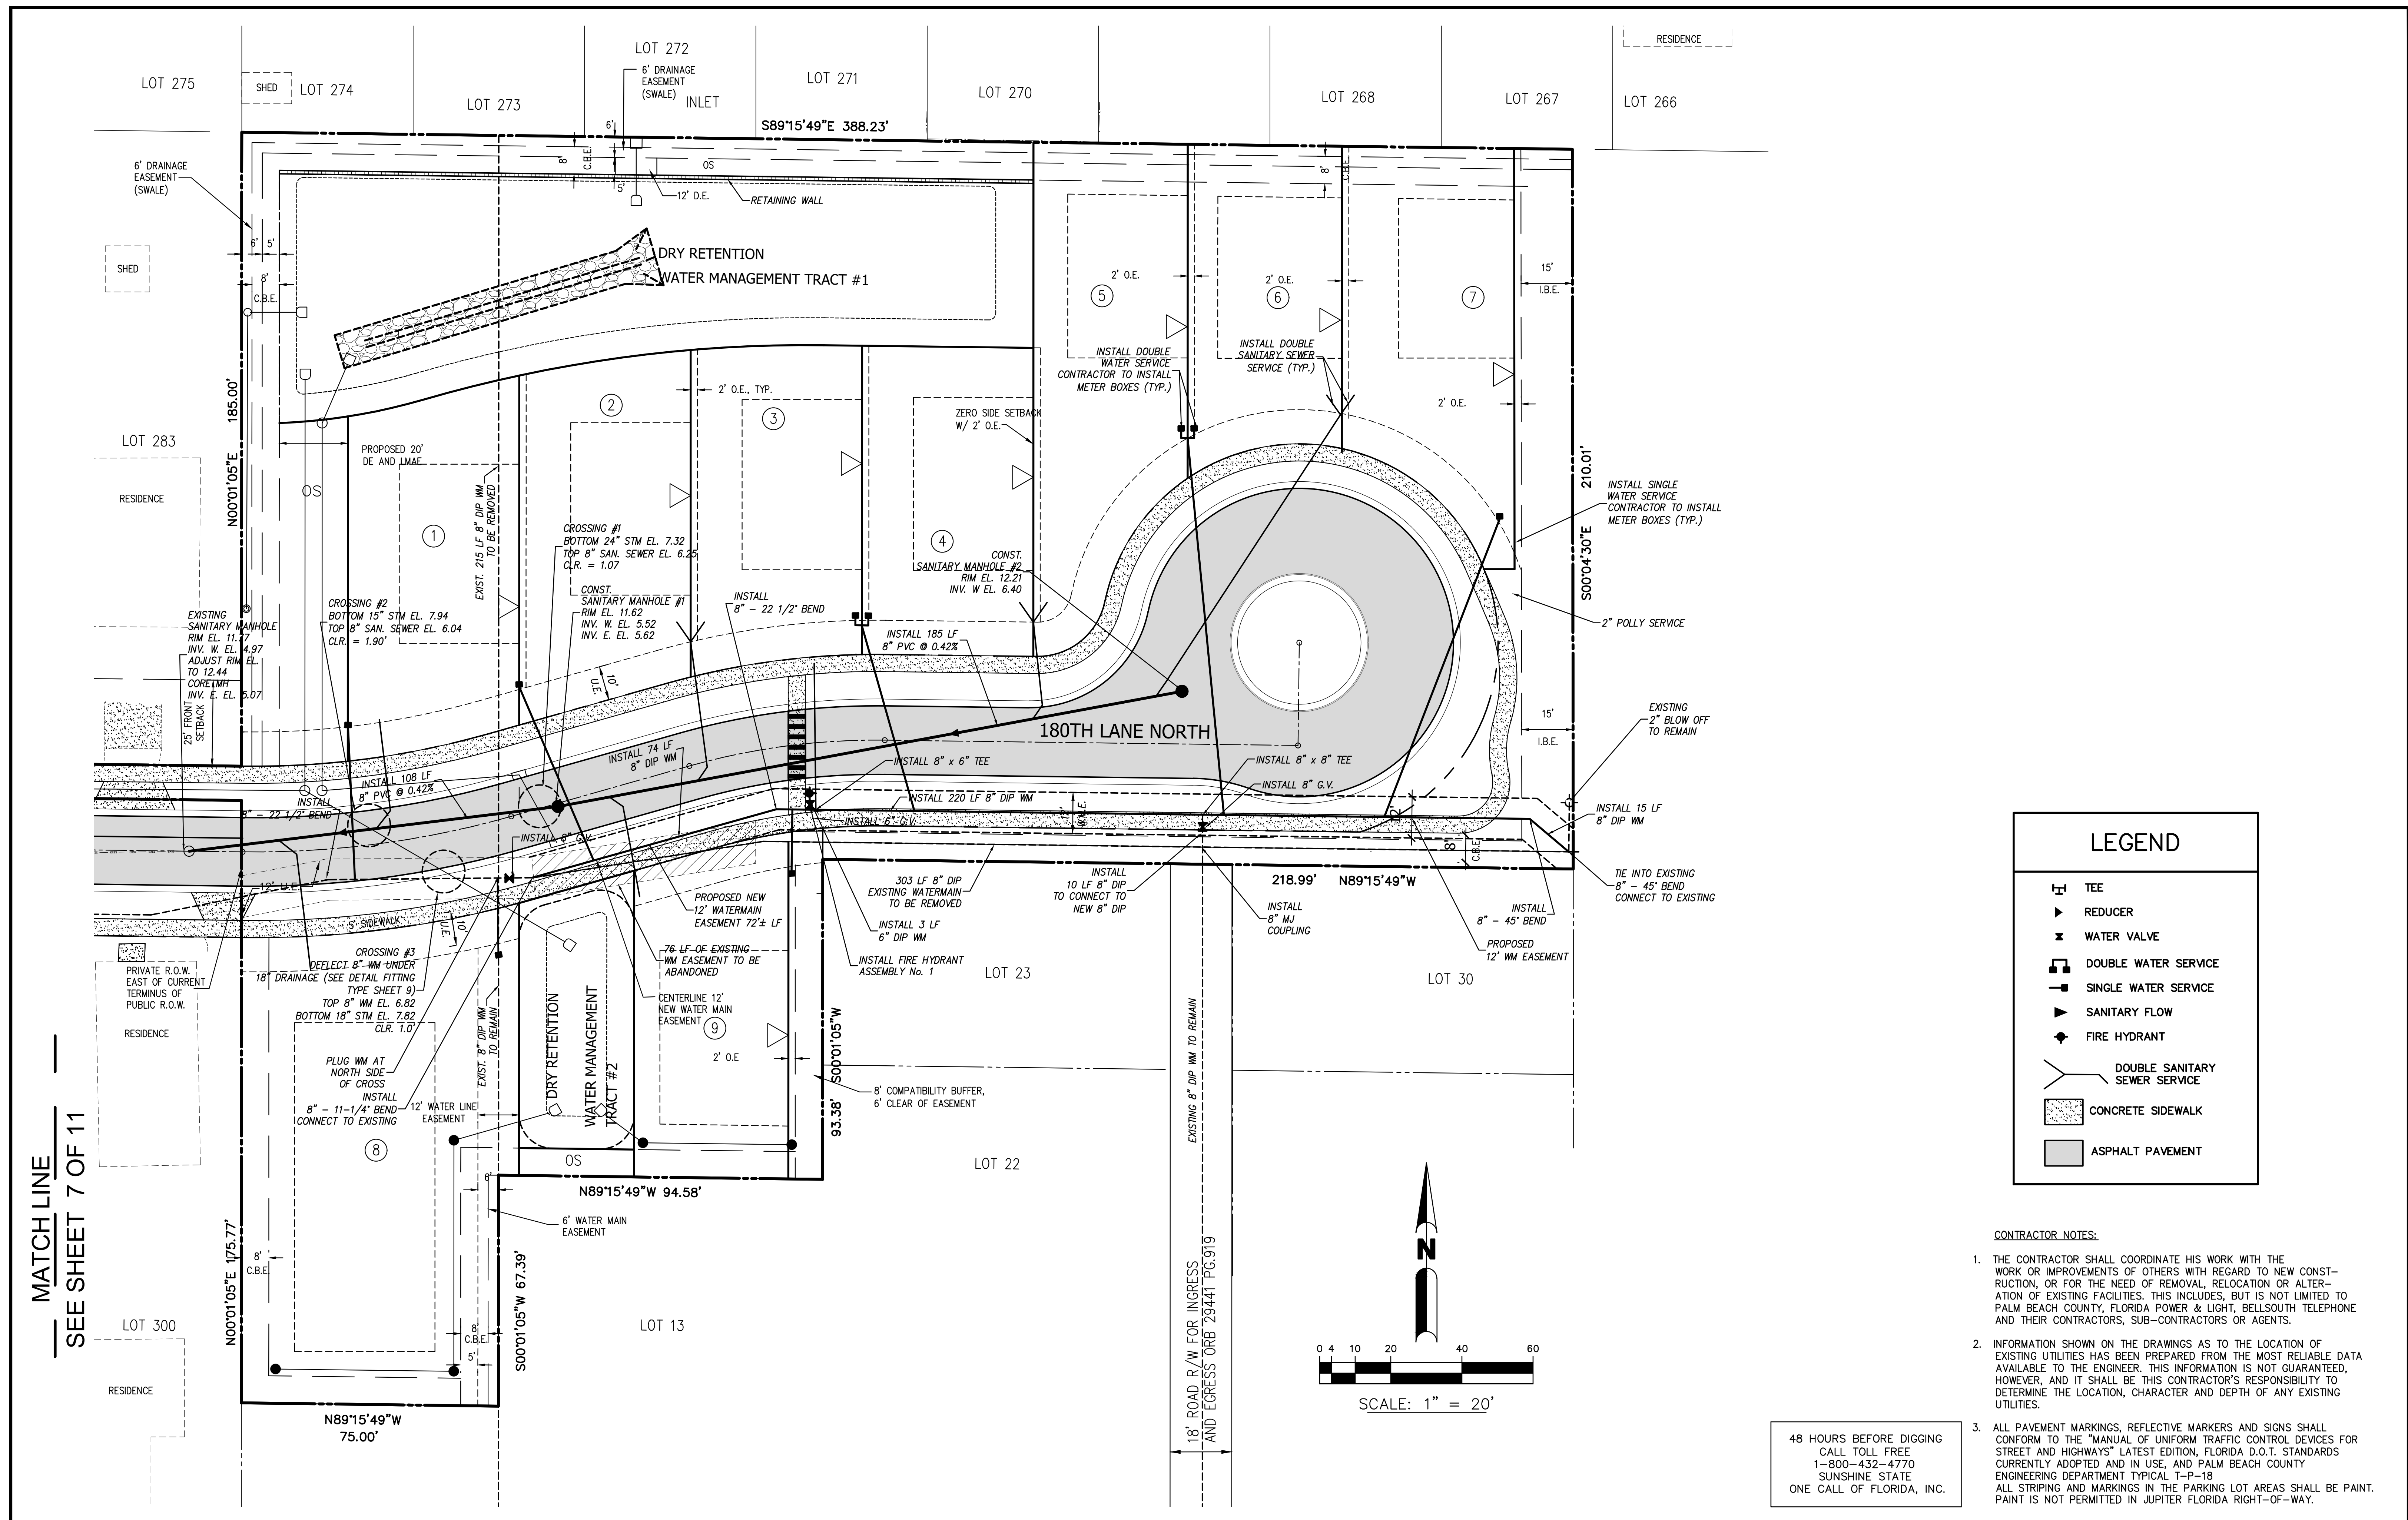 LOT 275
SHED
LOT 274
LOT 273
LOT 272
6' DRAINAGE
EASEMENT
(SWALE)
INLET
LOT 271
LOT 270
LOT 268
LOT 267
LOT 266
RESIDENCE
S89°15'49"E 388.23'
6' DRAINAGE
EASEMENT
(SWALE)
6'
8'
C.B.E.
5'
OS
12' D.E.
RETAINING WALL
8'
C.B.E.
SHED
6' 5'
8'
C.B.E.
DRY RETENTION
WATER MANAGEMENT TRACT #1
2' O.E.
5
2' O.E.
6
7
15'
I.B.E.
INSTALL DOUBLE
WATER SERVICE
CONTRACTOR TO INSTALL
METER BOXES (TYP.)
INSTALL DOUBLE
SANITARY SEWER
SERVICE (TYP.)
2' O.E.
N00°01'05"E 185.00'
LOT 283
RESIDENCE
PROPOSED 20'
DE AND LMAE
OS
2' O.E., TYP.
2
3
ZERO SIDE SETBACK
W/ 2' O.E.
1
4
EXIST. 215 LF 8" DIP WM
TO BE REMOVED
CROSSING #1
BOTTOM 24" STM EL. 7.32
TOP 8" SAN. SEWER EL. 6.25
CLR. = 1.07
CONST.
SANITARY MANHOLE #1
RIM EL. 11.62
INV. W. EL. 5.52
INV. E. EL. 5.62
INSTALL
8" - 22 1/2° BEND
CONST.
SANITARY MANHOLE #2
RIM EL. 12.21
INV. W EL. 6.40
S00°04'30"E 210.01'
INSTALL SINGLE
WATER SERVICE
CONTRACTOR TO INSTALL
METER BOXES (TYP.)
2" POLLY SERVICE
EXISTING
SANITARY MANHOLE
RIM EL. 11.77
INV. W. EL. 4.97
ADJUST RIM EL.
TO 12.44
CORE MH
INV. E. EL. 5.07
CROSSING #2
BOTTOM 15" STM EL. 7.94
TOP 8" SAN. SEWER EL. 6.04
CLR. = 1.90'
25' FRONT
SETBACK
10'
U.E.
INSTALL 185 LF
8" PVC @ 0.42%
180TH LANE NORTH
15'
I.B.E.
EXISTING
2" BLOW OFF
TO REMAIN
INSTALL 74 LF
8" DIP WM
INSTALL 108 LF
8" PVC @ 0.42%
INSTALL
8" - 22 1/2° BEND
INSTALL 8" x 6" TEE
INSTALL 8" x 8" TEE
INSTALL 8" G.V.
INSTALL 220 LF 8" DIP WM
12'
W.M.E.
INSTALL 6" G.V.
INSTALL 8" G.V.
12'
8'
C.B.E.
INSTALL 15 LF
8" DIP WM
12' U.E.
5' SIDEWALK
10'
U.E.
218.99' N89°15'49"W
TIE INTO EXISTING
8" - 45° BEND
CONNECT TO EXISTING
303 LF 8" DIP
EXISTING WATERMAIN
TO BE REMOVED
INSTALL
10 LF 8" DIP
TO CONNECT TO
NEW 8" DIP
INSTALL
8" MJ
COUPLING
INSTALL
8" - 45° BEND
PROPOSED
12' WM EASEMENT
PROPOSED NEW
12' WATERMAIN
EASEMENT 72'± LF
INSTALL 3 LF
6" DIP WM
76 LF OF EXISTING
WM EASEMENT TO BE
ABANDONED
INSTALL FIRE HYDRANT
ASSEMBLY No. 1
LOT 23
LOT 30
PRIVATE R.O.W.
EAST OF CURRENT
TERMINUS OF
PUBLIC R.O.W.
CROSSING #3
DEFLECT 8" WM UNDER
18" DRAINAGE (SEE DETAIL FITTING
TYPE SHEET 9)
TOP 8" WM EL. 6.82
BOTTOM 18" STM EL. 7.82
CLR. 1.0'
RESIDENCE
CENTERLINE 12'
NEW WATER MAIN
EASEMENT
9
2' O.E
EXIST. 8" DIP WM
TO REMAIN
DRY RETENTION
WATER MANAGEMENT
TRACT #2
PLUG WM AT
NORTH SIDE
OF CROSS
INSTALL
8" - 11-1/4° BEND
CONNECT TO EXISTING
12' WATER LINE
EASEMENT
8
93.38' S00°01'05"W
8' COMPATIBILITY BUFFER,
6' CLEAR OF EASEMENT
EXISTING 8" DIP WM TO REMAIN
LOT 22
OS
N89°15'49"W 94.58'
6'
6' WATER MAIN
EASEMENT
MATCH LINE
SEE SHEET 7 OF 11
N00°01'05"E 175.77'
8'
C.B.E.
S00°01'05"W 67.39'
8'
C.B.E.
5'
LOT 300
LOT 13
RESIDENCE
N89°15'49"W
75.00'
18' ROAD R/W FOR INGRESS
AND EGRESS ORB 29441 PG.919
N
0 4 10 20 40 60
SCALE: 1" = 20'
LEGEND
TEE
REDUCER
WATER VALVE
DOUBLE WATER SERVICE
SINGLE WATER SERVICE
SANITARY FLOW
FIRE HYDRANT
DOUBLE SANITARY
SEWER SERVICE
CONCRETE SIDEWALK
ASPHALT PAVEMENT
CONTRACTOR NOTES:
1. THE CONTRACTOR SHALL COORDINATE HIS WORK WITH THE
WORK OR IMPROVEMENTS OF OTHERS WITH REGARD TO NEW CONST-
RUCTION, OR FOR THE NEED OF REMOVAL, RELOCATION OR ALTER-
ATION OF EXISTING FACILITIES. THIS INCLUDES, BUT IS NOT LIMITED TO
PALM BEACH COUNTY, FLORIDA POWER & LIGHT, BELLSOUTH TELEPHONE
AND THEIR CONTRACTORS, SUB-CONTRACTORS OR AGENTS.
2. INFORMATION SHOWN ON THE DRAWINGS AS TO THE LOCATION OF
EXISTING UTILITIES HAS BEEN PREPARED FROM THE MOST RELIABLE DATA
AVAILABLE TO THE ENGINEER. THIS INFORMATION IS NOT GUARANTEED,
HOWEVER, AND IT SHALL BE THIS CONTRACTOR'S RESPONSIBILITY TO
DETERMINE THE LOCATION, CHARACTER AND DEPTH OF ANY EXISTING
UTILITIES.
3. ALL PAVEMENT MARKINGS, REFLECTIVE MARKERS AND SIGNS SHALL
CONFORM TO THE "MANUAL OF UNIFORM TRAFFIC CONTROL DEVICES FOR
STREET AND HIGHWAYS" LATEST EDITION, FLORIDA D.O.T. STANDARDS
CURRENTLY ADOPTED AND IN USE, AND PALM BEACH COUNTY
ENGINEERING DEPARTMENT TYPICAL T-P-18
ALL STRIPING AND MARKINGS IN THE PARKING LOT AREAS SHALL BE PAINT.
PAINT IS NOT PERMITTED IN JUPITER FLORIDA RIGHT-OF-WAY.
48 HOURS BEFORE DIGGING
CALL TOLL FREE
1-800-432-4770
SUNSHINE STATE
ONE CALL OF FLORIDA, INC.